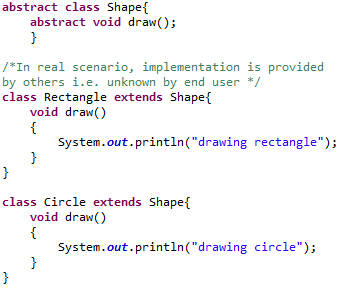 abstract class Shape{
    abstract void draw();
    }
/*In real scenario, implementation is provided
by others i.e. unknown by end user */
class Rectangle extends Shape{
    void draw()
    {
        System.out.println("drawing rectangle");
    }
}
class Circle extends Shape{
    void draw()
    {
        System.out.println("drawing circle");
    }
}